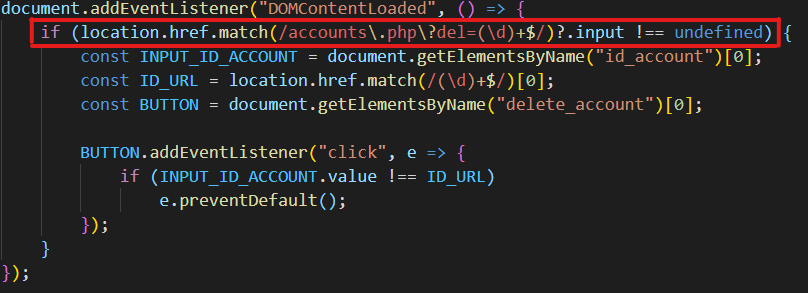 document.addEventListener("DOMContentLoaded", () => {
    if (location.href.match(/accounts\.php\?del=(\d)+$/)?.input !== undefined) {
        const INPUT_ID_ACCOUNT = document.getElementsByName("id_account")[0];
        const ID_URL = location.href.match(/(\d)+$/)[0];
        const BUTTON = document.getElementsByName("delete_account")[0];

        BUTTON.addEventListener("click", e => {
            if (INPUT_ID_ACCOUNT.value !== ID_URL)
                e.preventDefault();
        });
    }
});